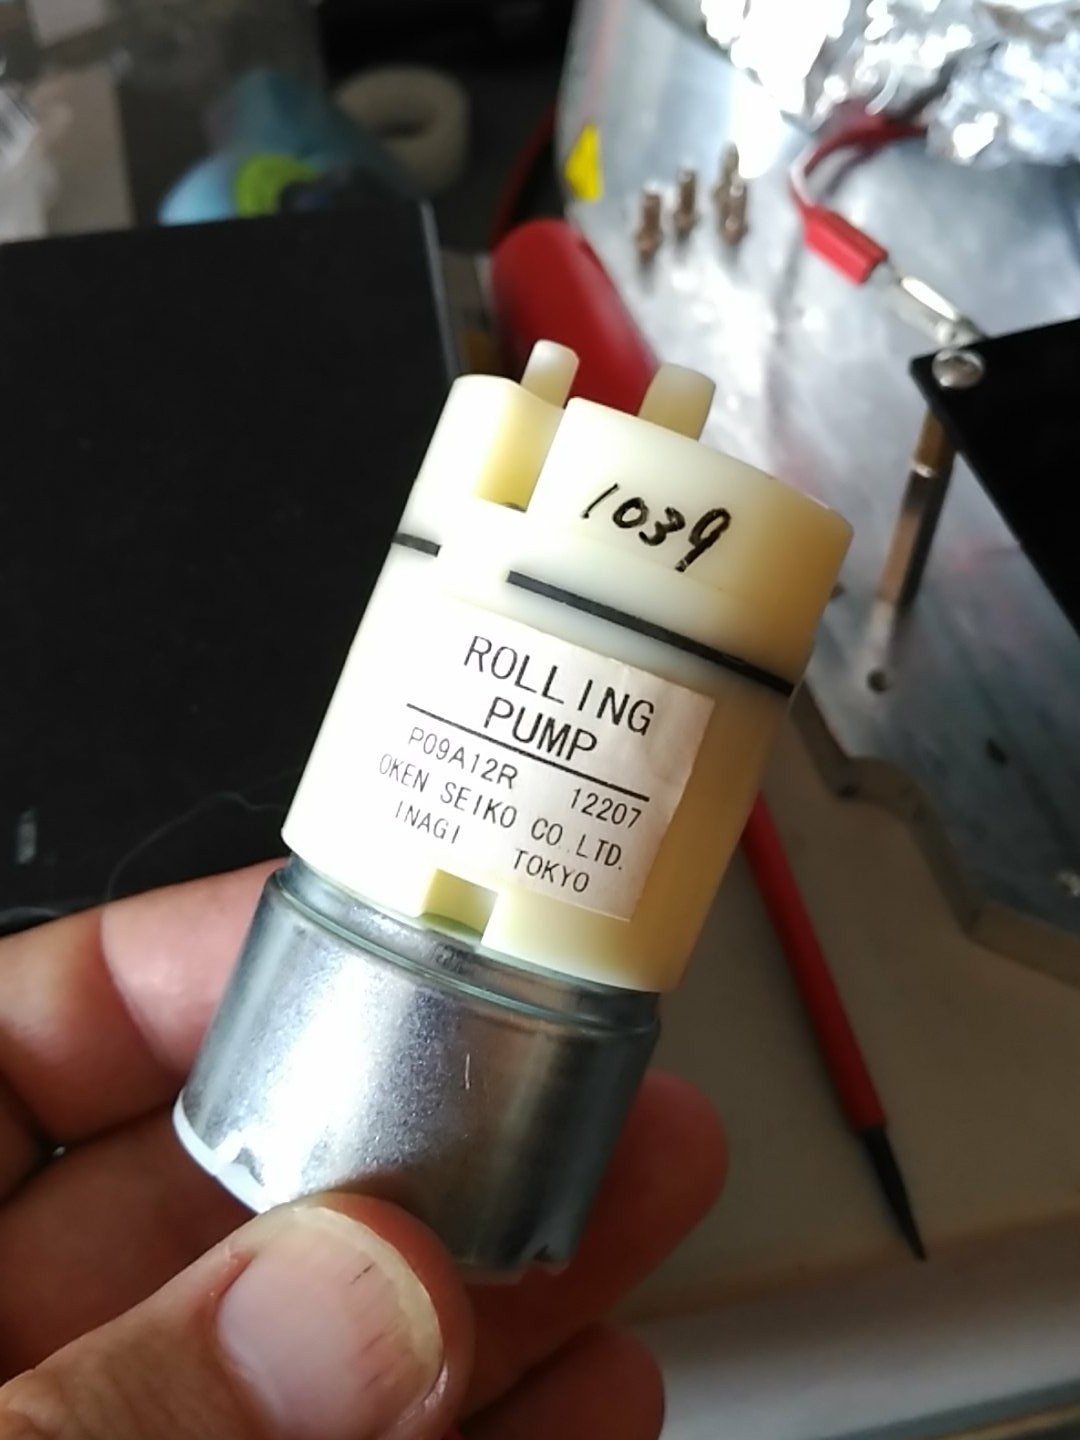 1039
ROLLING
PUMP
P09A12R 12207
OKEN SEIKO CO.LTD.
INAGI TOKYO